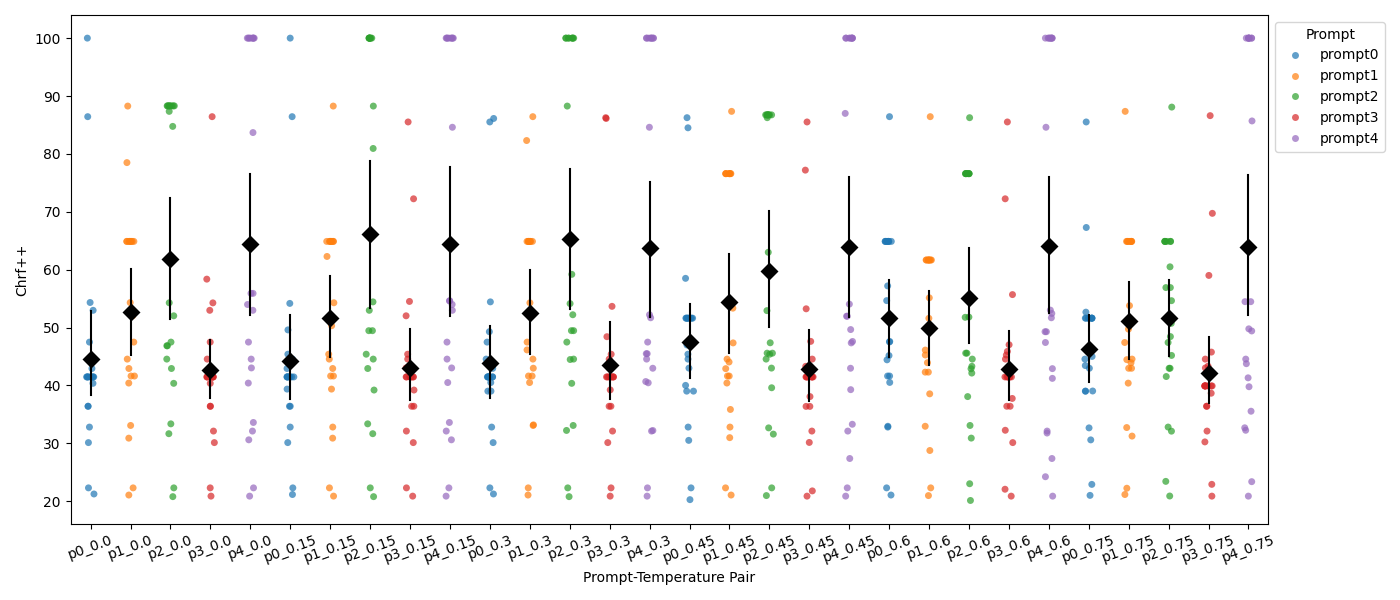 100
90
80
70
60
50
40
30
20
Chrf++
p0_0.0
p1_0.0
p2_0.0
p3_0.0
p4_0.0
p0_0.15
p1_0.15
p2_0.15
p3_0.15
p4_0.15
p0_0.3
p1_0.3
p2_0.3
p3_0.3
p4_0.3
p0_0.45
p1_0.45
p2_0.45
p3_0.45
p4_0.45
p0_0.6
p1_0.6
p2_0.6
p3_0.6
p4_0.6
p0_0.75
p1_0.75
p2_0.75
p3_0.75
p4_0.75
Prompt-Temperature Pair
Prompt
prompt0
prompt1
prompt2
prompt3
prompt4